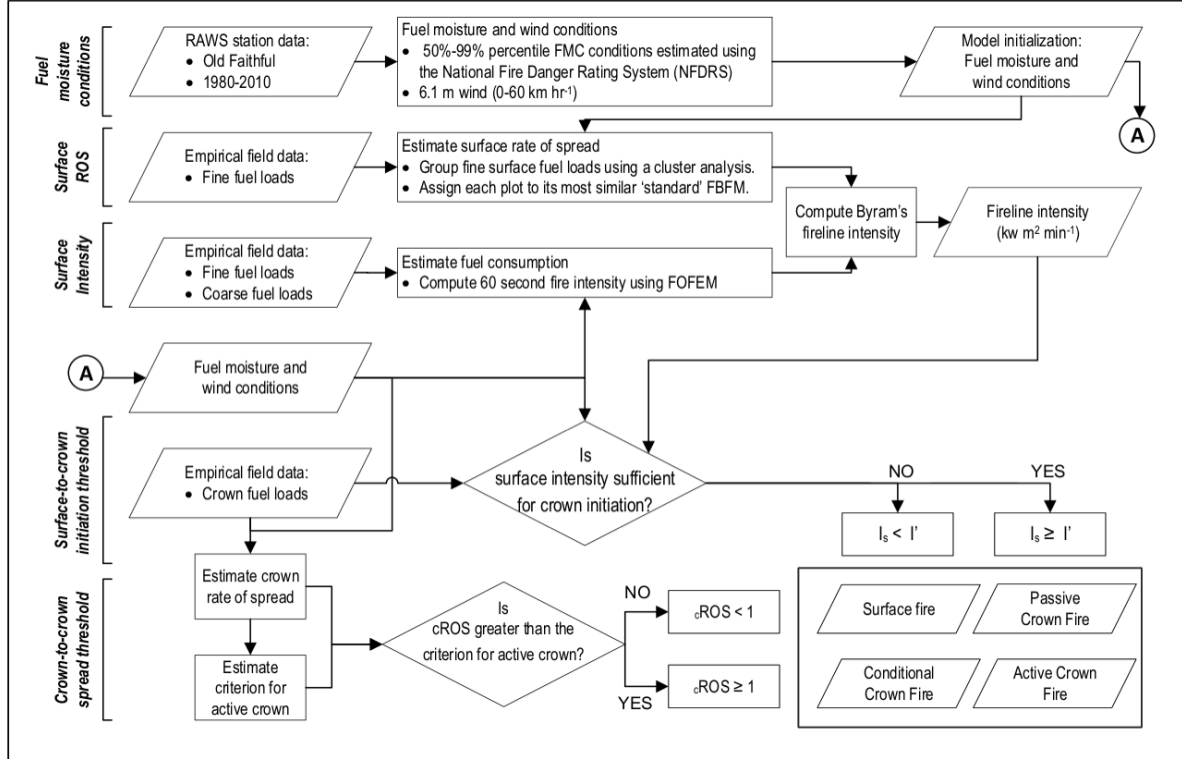 Fuel
moisture
conditions
RAWS station data:
• Old Faithful
• 1980-2010
Fuel moisture and wind conditions
• 50%-99% percentile FMC conditions estimated using
the National Fire Danger Rating System (NFDRS)
• 6.1 m wind (0-60 km hr⁻¹)
Model initialization:
Fuel moisture and
wind conditions
A
Surface
ROS
Empirical field data:
• Fine fuel loads
Estimate surface rate of spread
• Group fine surface fuel loads using a cluster analysis.
• Assign each plot to its most similar ‘standard’ FBFM.
Compute Byram’s
fireline intensity
Fireline intensity
(kw m² min⁻¹)
Surface
Intensity
Empirical field data:
• Fine fuel loads
• Coarse fuel loads
Estimate fuel consumption
• Compute 60 second fire intensity using FOFEM
A
Fuel moisture and
wind conditions
Surface-to-crown
initiation threshold
Empirical field data:
• Crown fuel loads
Is
surface intensity sufficient
for crown initiation?
NO
YES
Iₛ < I’
Iₛ ≥ I’
Crown-to-crown
spread threshold
Estimate crown
rate of spread
Estimate
criterion for
active crown
Is
cROS greater than the
criterion for active crown?
NO
YES
cROS < 1
cROS ≥ 1
Surface fire
Passive
Crown Fire
Conditional
Crown Fire
Active Crown
Fire